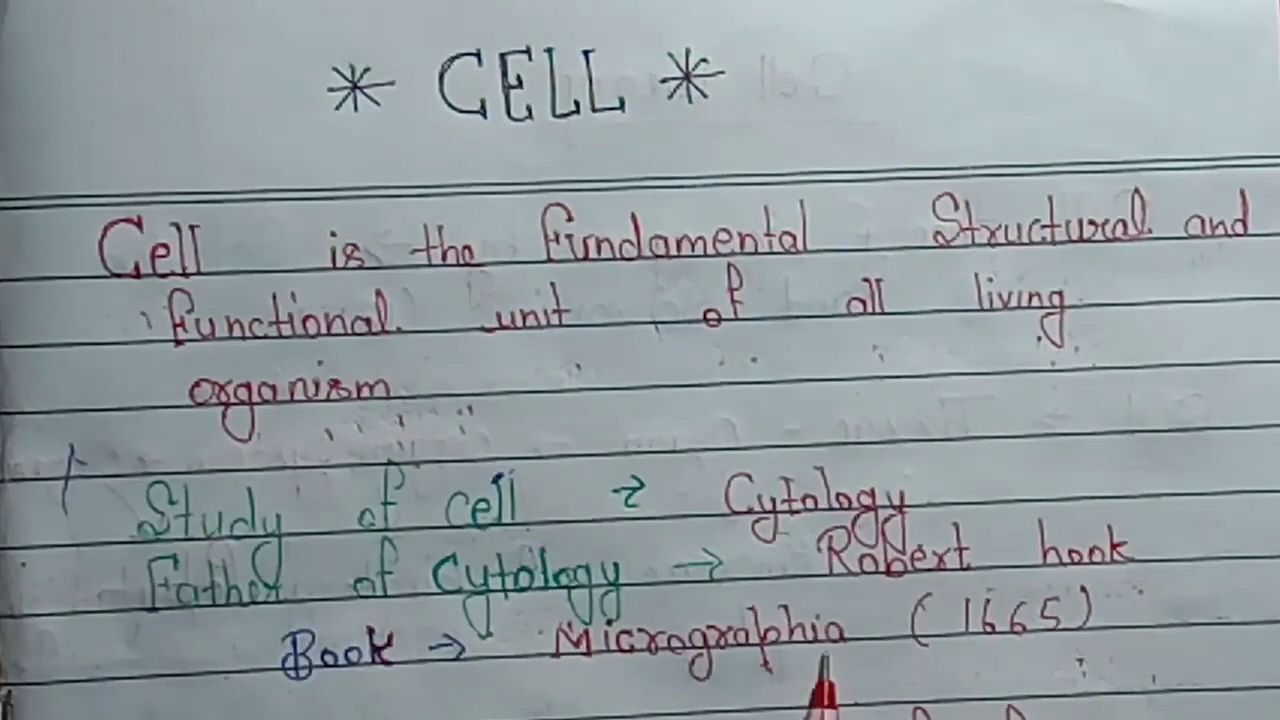 * CELL *
Cell is the fundamental Structural and
functional unit of all living
organism
Study of cell → Cytology
Father of Cytology → Robert hook
Book → Micrographia (1665)